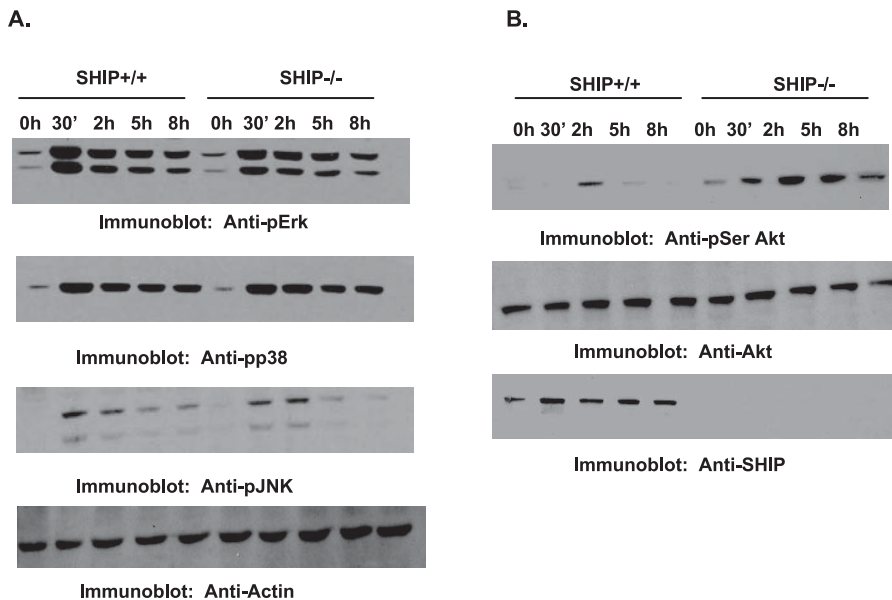 A.
SHIP+/+ SHIP-/-
0h 30' 2h 5h 8h 0h 30' 2h 5h 8h
Immunoblot: Anti-pErk
Immunoblot: Anti-pp38
Immunoblot: Anti-pJNK
Immunoblot: Anti-Actin
B.
SHIP+/+ SHIP-/-
0h 30' 2h 5h 8h 0h 30' 2h 5h 8h
Immunoblot: Anti-pSer Akt
Immunoblot: Anti-Akt
Immunoblot: Anti-SHIP